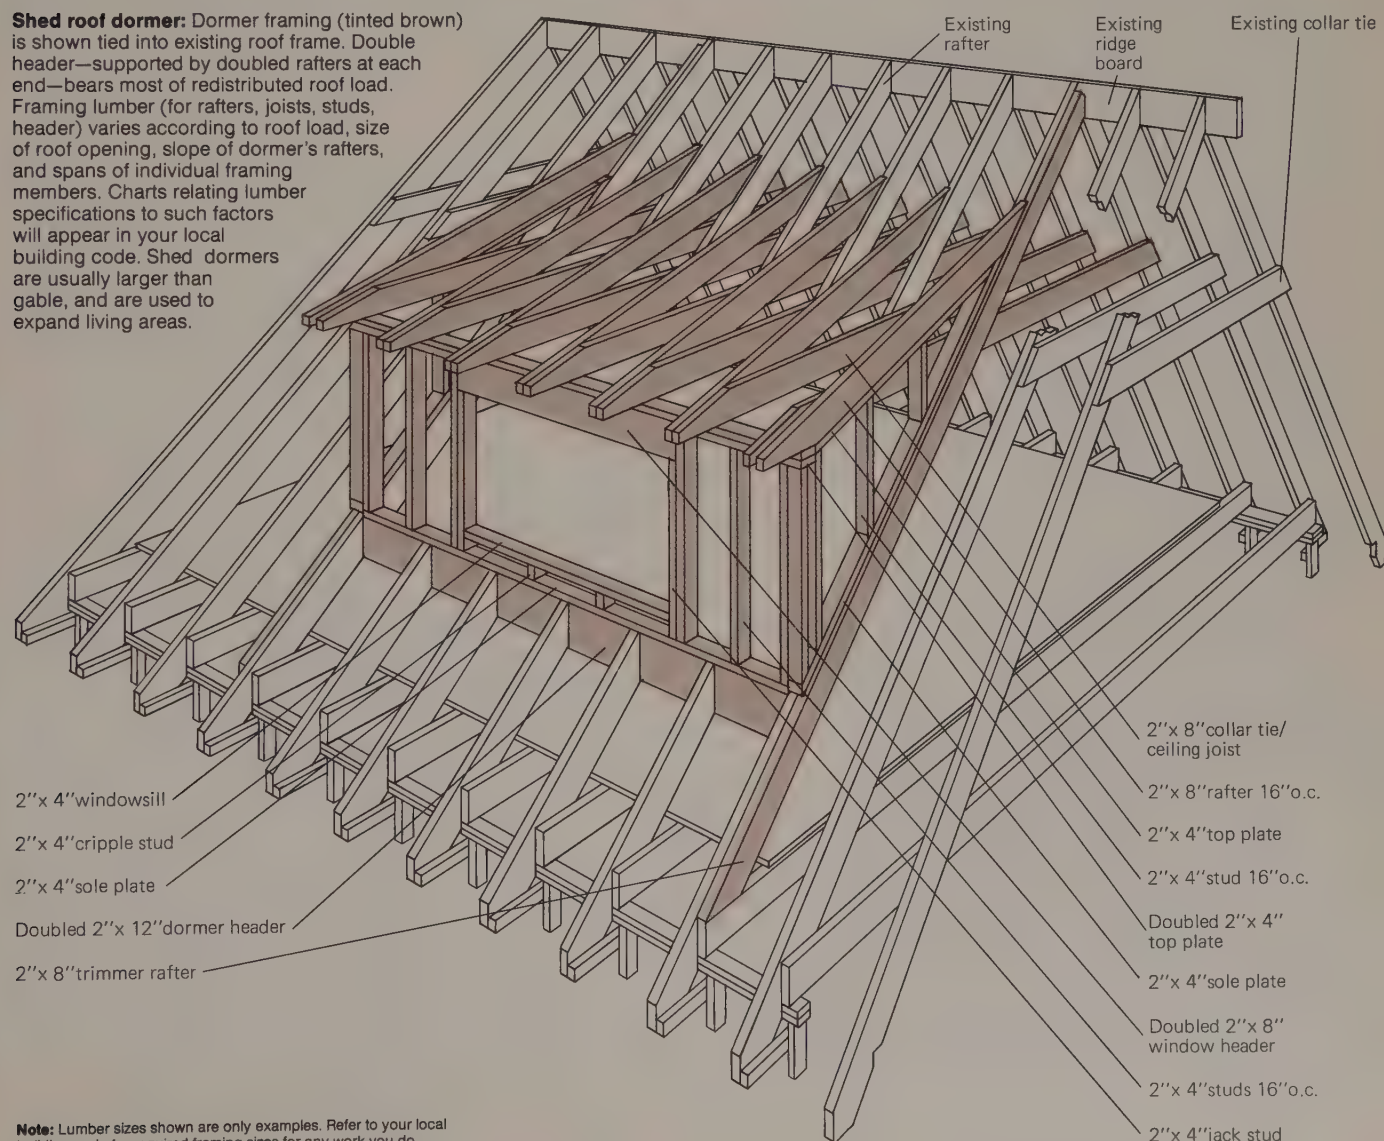 Shed roof dormer: Dormer framing (tinted brown)
is shown tied into existing roof frame. Double
header—supported by doubled rafters at each
end—bears most of redistributed roof load.
Framing lumber (for rafters, joists, studs,
header) varies according to roof load, size
of roof opening, slope of dormer's rafters,
and spans of individual framing
members. Charts relating lumber
specifications to such factors
will appear in your local
building code. Shed dormers
are usually larger than
gable, and are used to
expand living areas.
Existing
rafter
Existing
ridge
board
Existing collar tie
2"x 4"windowsill
2"x 4"cripple stud
2"x 4"sole plate
Doubled 2"x 12"dormer header
2"x 8"trimmer rafter
2"x 8"collar tie/
ceiling joist
2"x 8"rafter 16"o.c.
2"x 4"top plate
2"x 4"stud 16"o.c.
Doubled 2"x 4"
top plate
2"x 4"sole plate
Doubled 2"x 8"
window header
2"x 4"studs 16"o.c.
2"x 4"jack stud
Note: Lumber sizes shown are only examples. Refer to your local